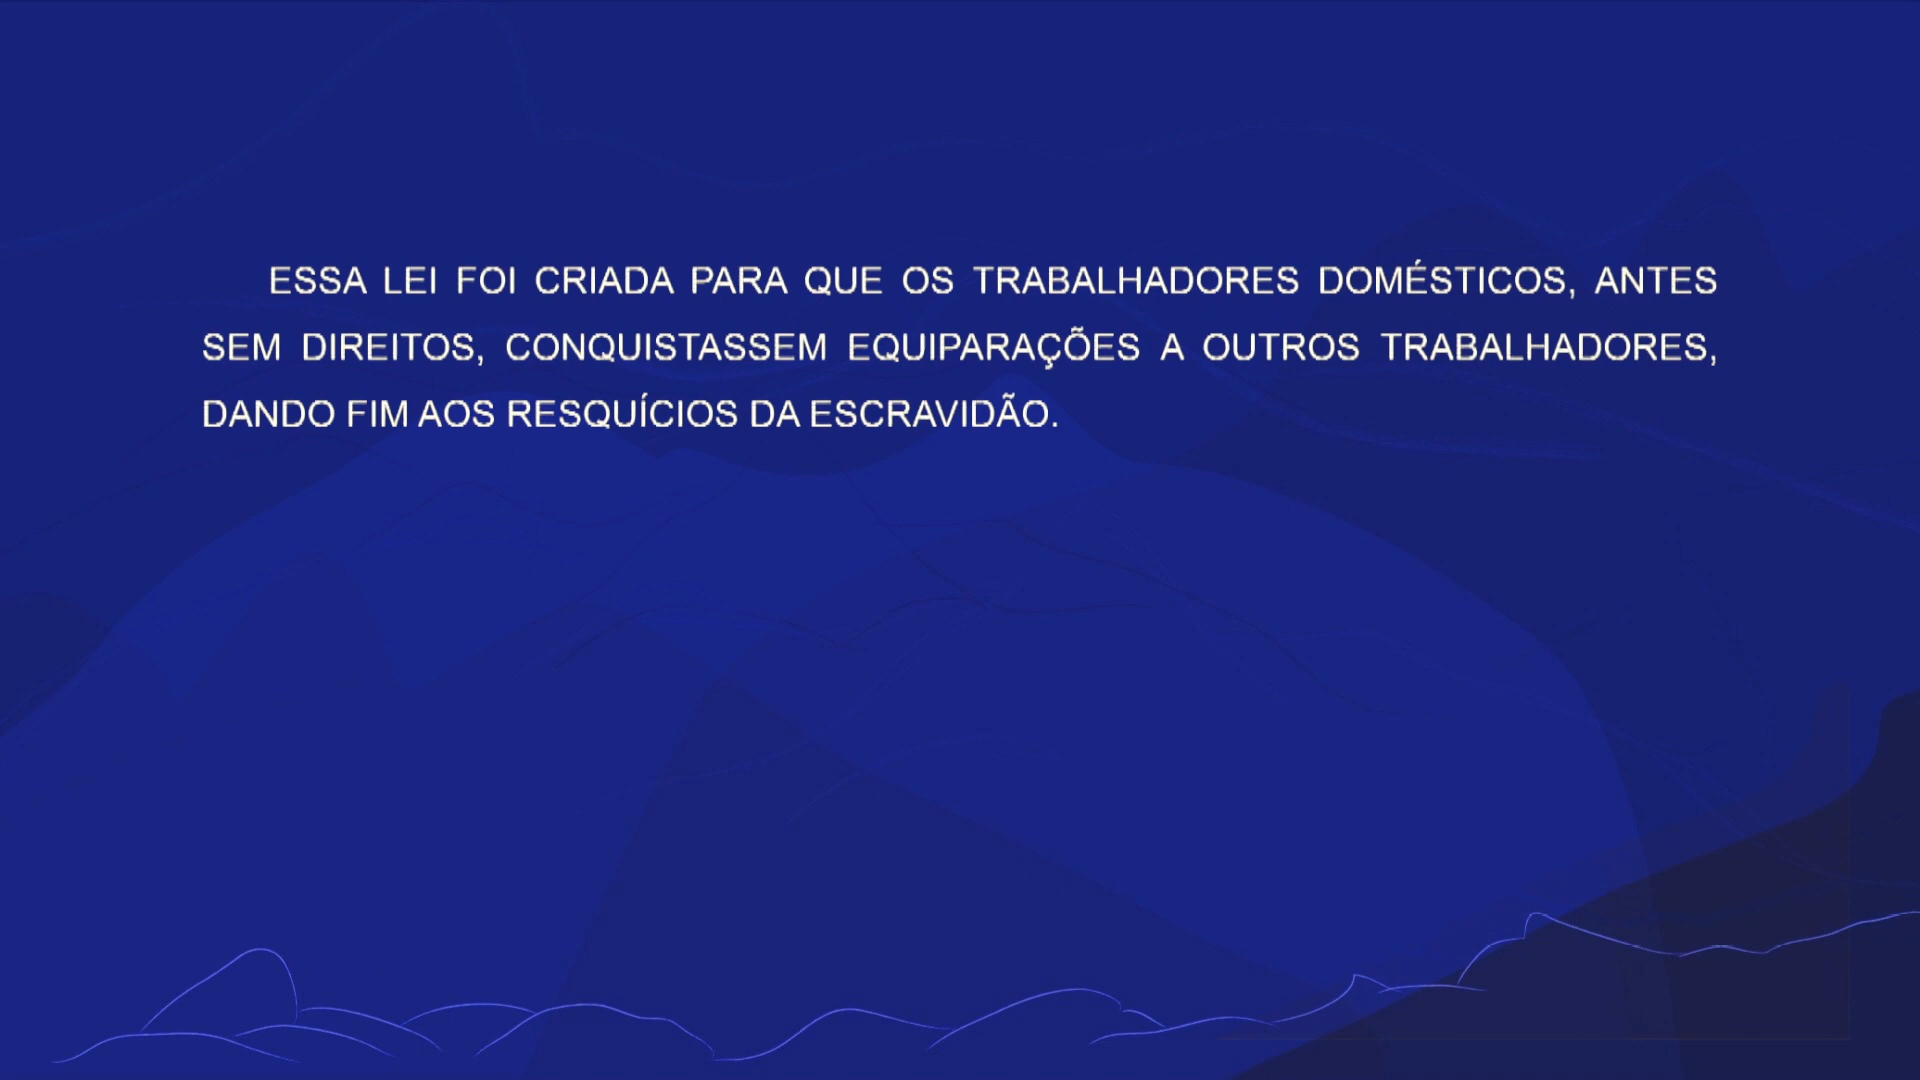 ESSA LEI FOI CRIADA PARA QUE OS TRABALHADORES DOMÉSTICOS, ANTES
SEM DIREITOS, CONQUISTASSEM EQUIPARAÇÕES A OUTROS TRABALHADORES,
DANDO FIM AOS RESQUÍCIOS DA ESCRAVIDÃO.